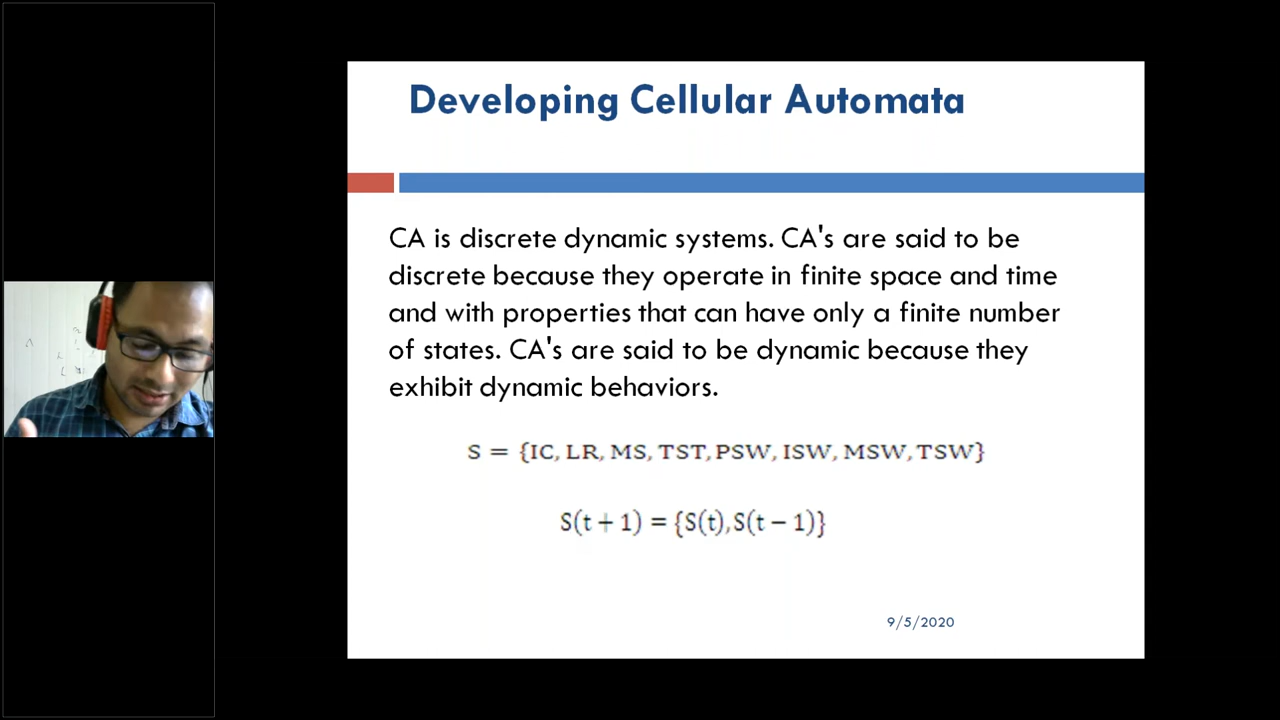 Developing Cellular Automata
CA is discrete dynamic systems. CA's are said to be
discrete because they operate in finite space and time
and with properties that can have only a finite number
of states. CA's are said to be dynamic because they
exhibit dynamic behaviors.
S = {IC, LR, MS, TST, PSW, ISW, MSW, TSW}
S(t + 1) = {S(t), S(t − 1)}
9/5/2020